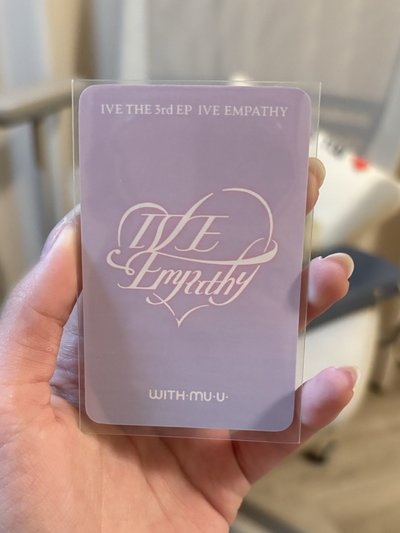 IVE THE 3rd EP IVE EMPATHY
IVE
Empathy
WITH·MU·U·